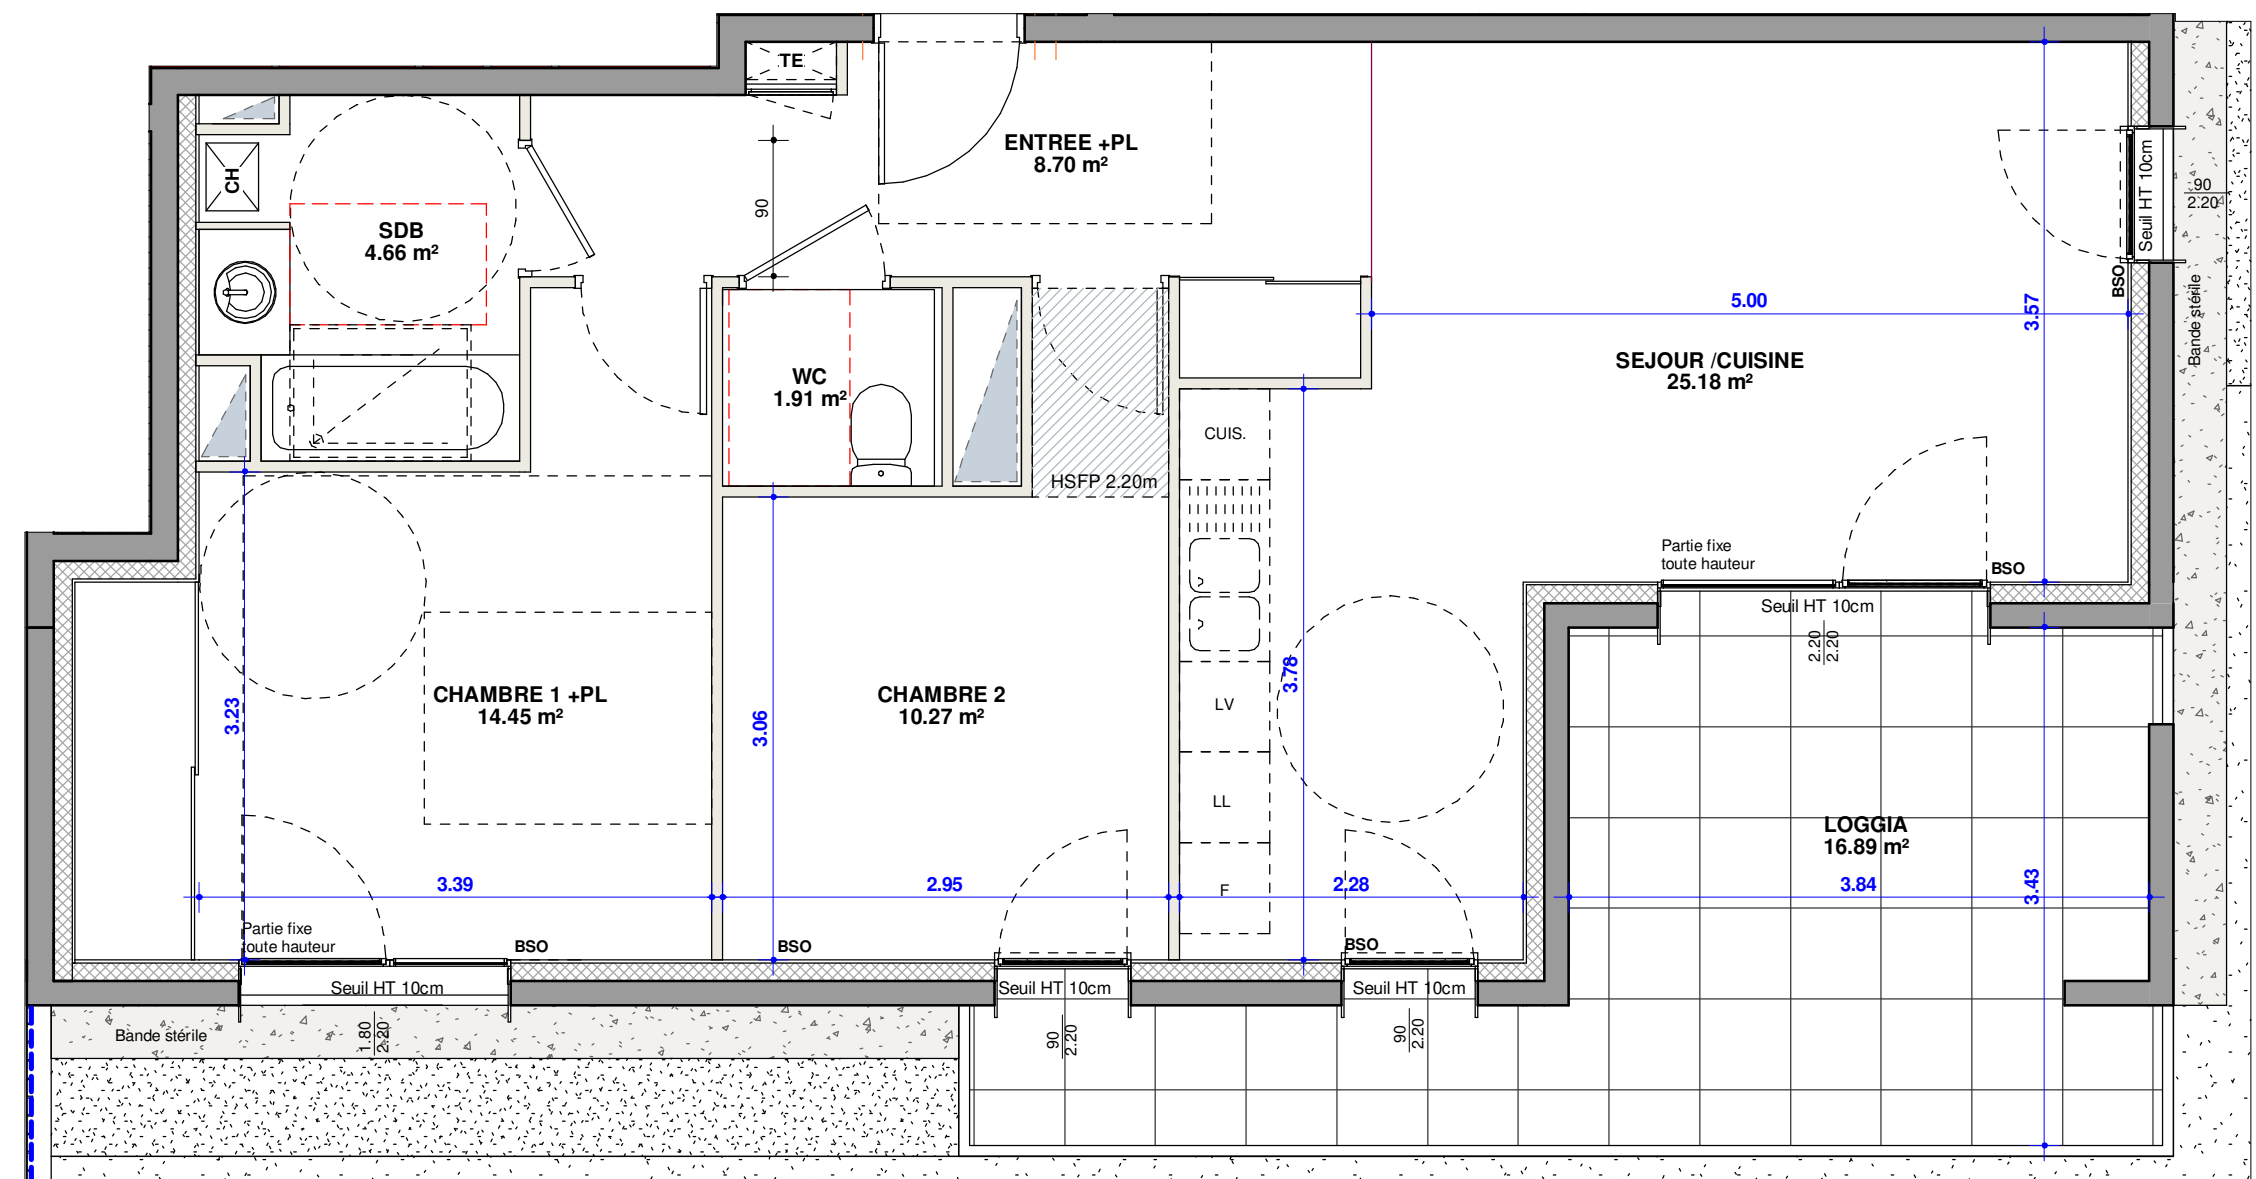 TE
ENTREE +PL
8.70 m²
CH
SDB
4.66 m²
90
Seuil HT 10cm
90
2.20
BSO
Bande stérile
5.00
3.57
SEJOUR /CUISINE
25.18 m²
WC
1.91 m²
CUIS.
HSFP 2.20m
Partie fixe
toute hauteur
BSO
Seuil HT 10cm
2.20
2.20
3.78
CHAMBRE 1 +PL
14.45 m²
3.23
CHAMBRE 2
10.27 m²
3.06
LV
LL
F
LOGGIA
16.89 m²
3.39
2.95
2.28
3.84
3.43
Partie fixe
toute hauteur
BSO
BSO
BSO
Seuil HT 10cm
Seuil HT 10cm
Seuil HT 10cm
Bande stérile
1.80
2.20
90
2.20
90
2.20